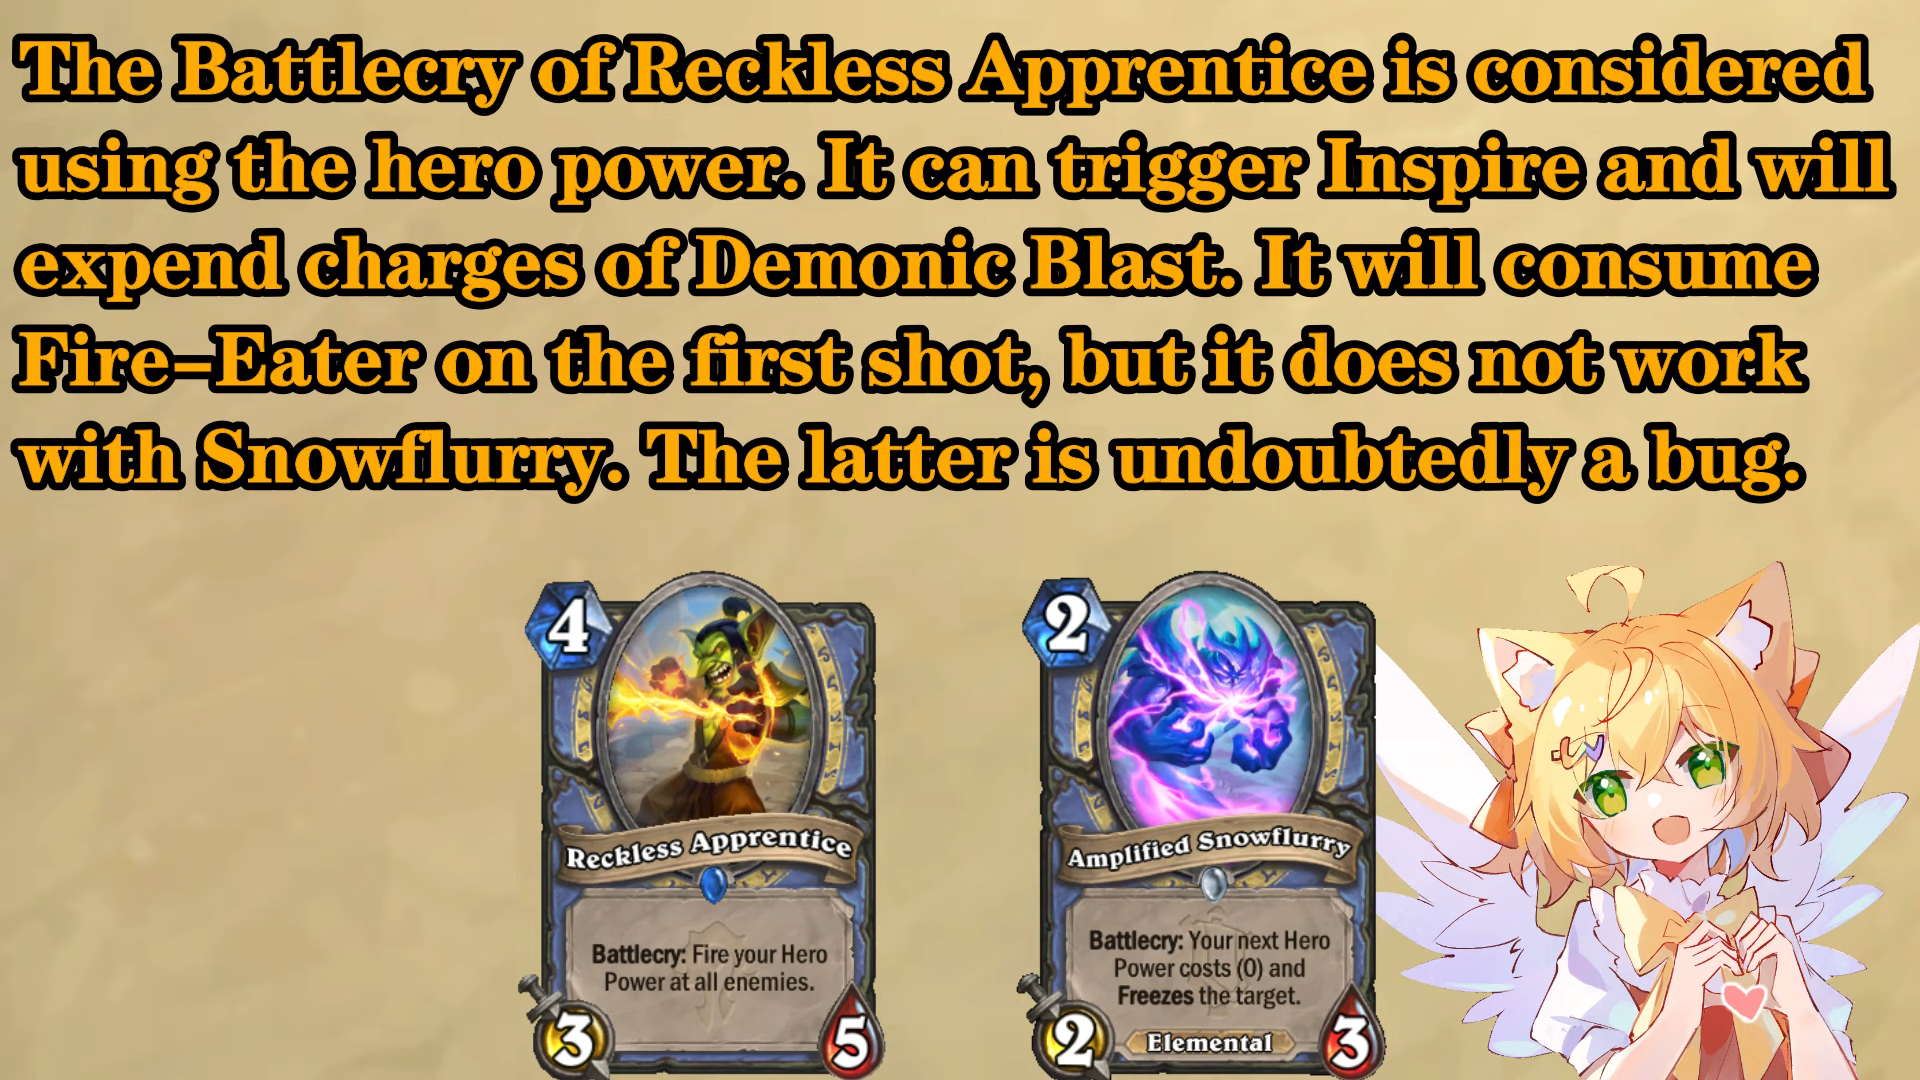 The Battlecry of Reckless Apprentice is considered
using the hero power. It can trigger Inspire and will
expend charges of Demonic Blast. It will consume
Fire–Eater on the first shot, but it does not work
with Snowflurry. The latter is undoubtedly a bug.
4
Reckless Apprentice
Battlecry: Fire your Hero
Power at all enemies.
3
5
2
Amplified Snowflurry
Battlecry: Your next Hero
Power costs (0) and
Freezes the target.
2
Elemental
3